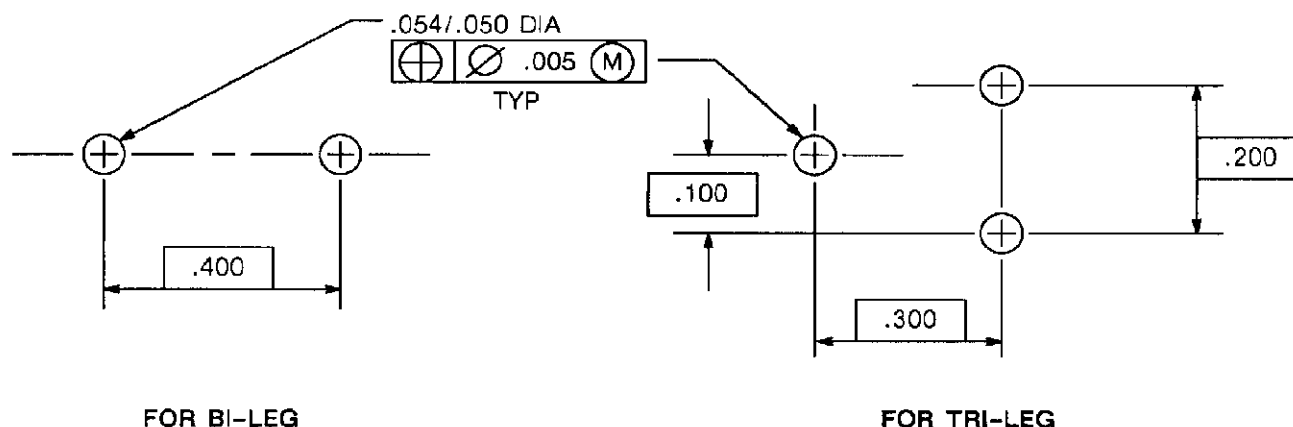 .054/.050 DIA
⌖ ⌀ .005 Ⓜ
TYP
.400
.100
.200
.300
FOR BI-LEG
FOR TRI-LEG